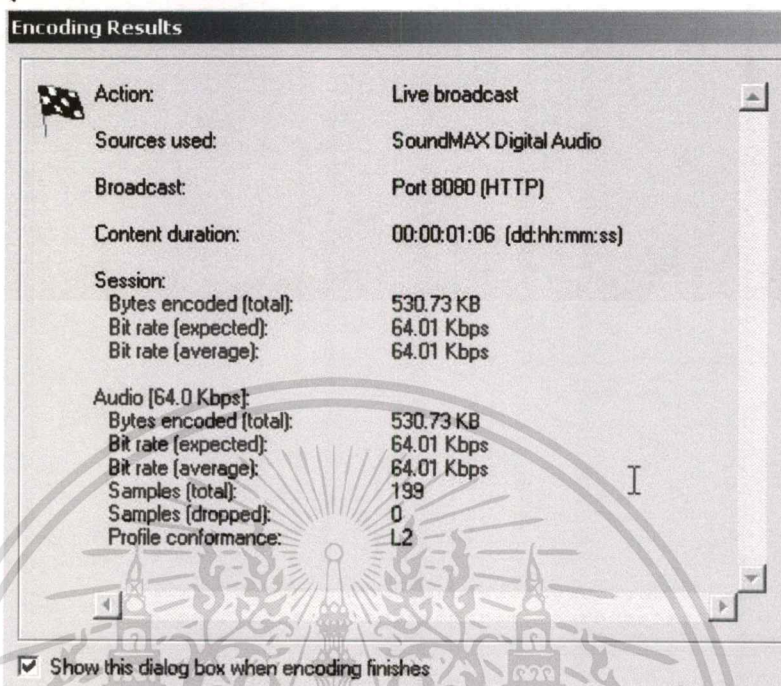 Encoding Results
Action: Live broadcast
Sources used: SoundMAX Digital Audio
Broadcast: Port 8080 (HTTP)
Content duration: 00:00:01:06 (dd:hh:mm:ss)
Session:
Bytes encoded (total): 530.73 KB
Bit rate (expected): 64.01 Kbps
Bit rate (average): 64.01 Kbps
Audio [64.0 Kbps]:
Bytes encoded (total): 530.73 KB
Bit rate (expected): 64.01 Kbps
Bit rate (average): 64.01 Kbps
Samples (total): 199
Samples (dropped): 0
Profile conformance: L2
Show this dialog box when encoding finishes